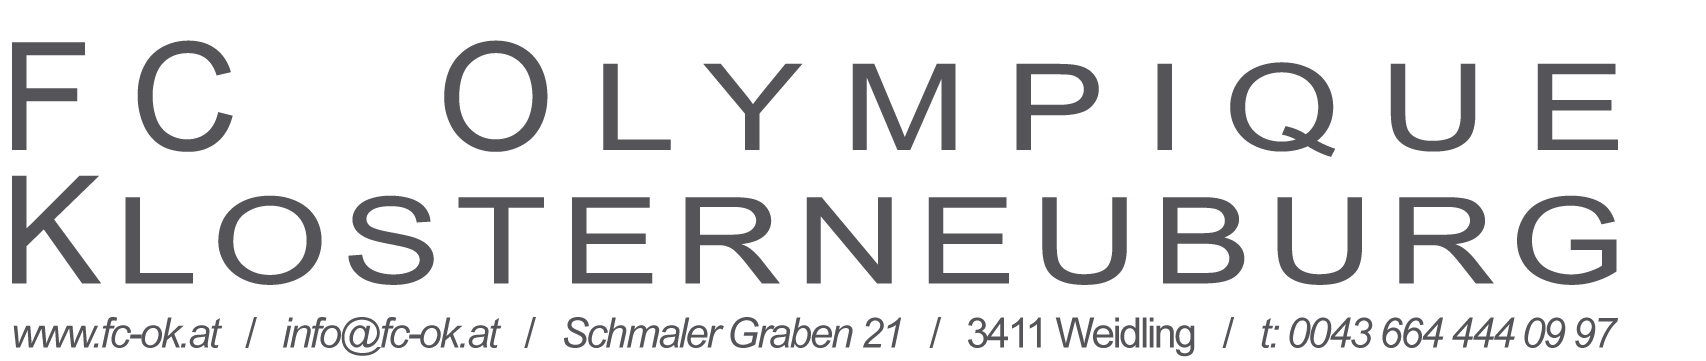 FC OLYMPIQUE
KLOSTERNEUBURG
www.fc-ok.at / info@fc-ok.at / Schmaler Graben 21 / 3411 Weidling / t: 0043 664 444 09 97